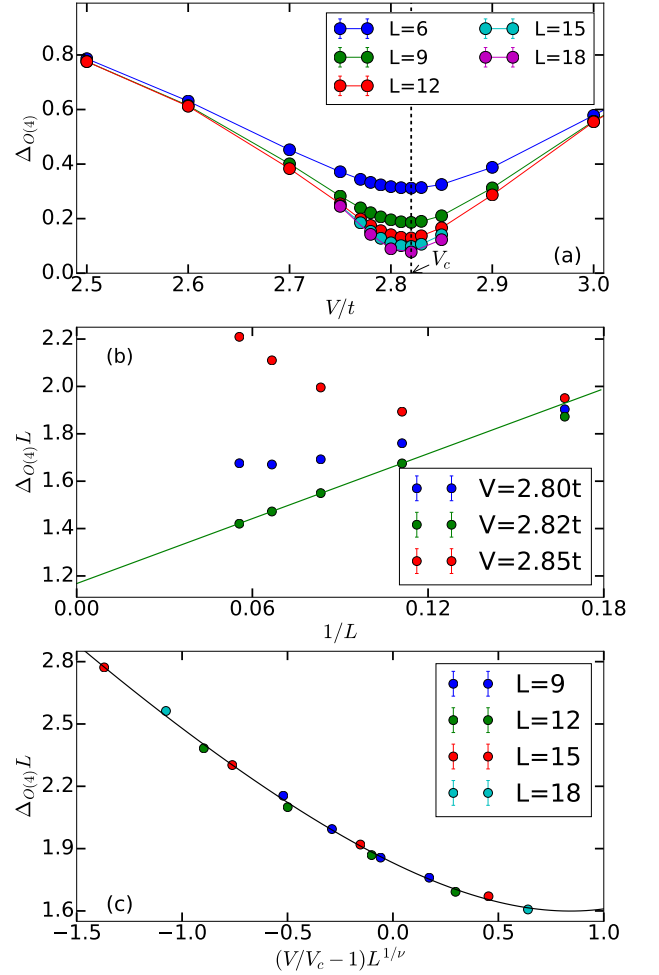 0.8
0.6
0.4
0.2
0.0
Δ_{O(4)}
L=6
L=9
L=12
L=15
L=18
V_c
(a)
2.5 2.6 2.7 2.8 2.9 3.0
V/t
2.2
2.0
1.8
1.6
1.4
1.2
Δ_{O(4)}L
(b)
V=2.80t
V=2.82t
V=2.85t
0.00 0.06 0.12 0.18
1/L
2.8
2.5
2.2
1.9
1.6
Δ_{O(4)}L
L=9
L=12
L=15
L=18
(c)
−1.5 −1.0 −0.5 0.0 0.5 1.0
(V/V_c − 1)L^{1/ν}